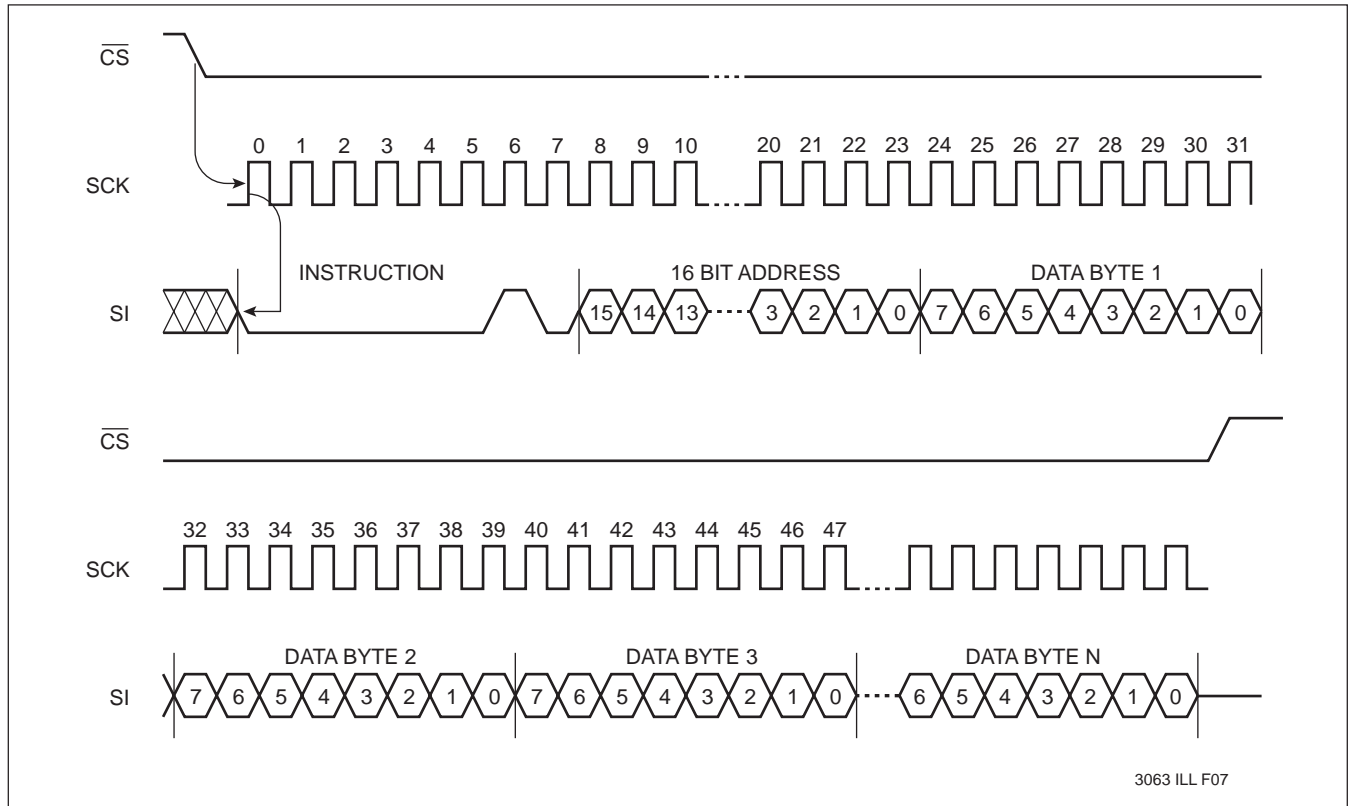 CS
0 1 2 3 4 5 6 7 8 9 10 20 21 22 23 24 25 26 27 28 29 30 31
SCK
INSTRUCTION 16 BIT ADDRESS DATA BYTE 1
SI 15 14 13 3 2 1 0 7 6 5 4 3 2 1 0
CS
32 33 34 35 36 37 38 39 40 41 42 43 44 45 46 47
SCK
DATA BYTE 2 DATA BYTE 3 DATA BYTE N
SI 7 6 5 4 3 2 1 0 7 6 5 4 3 2 1 0 6 5 4 3 2 1 0
3063 ILL F07